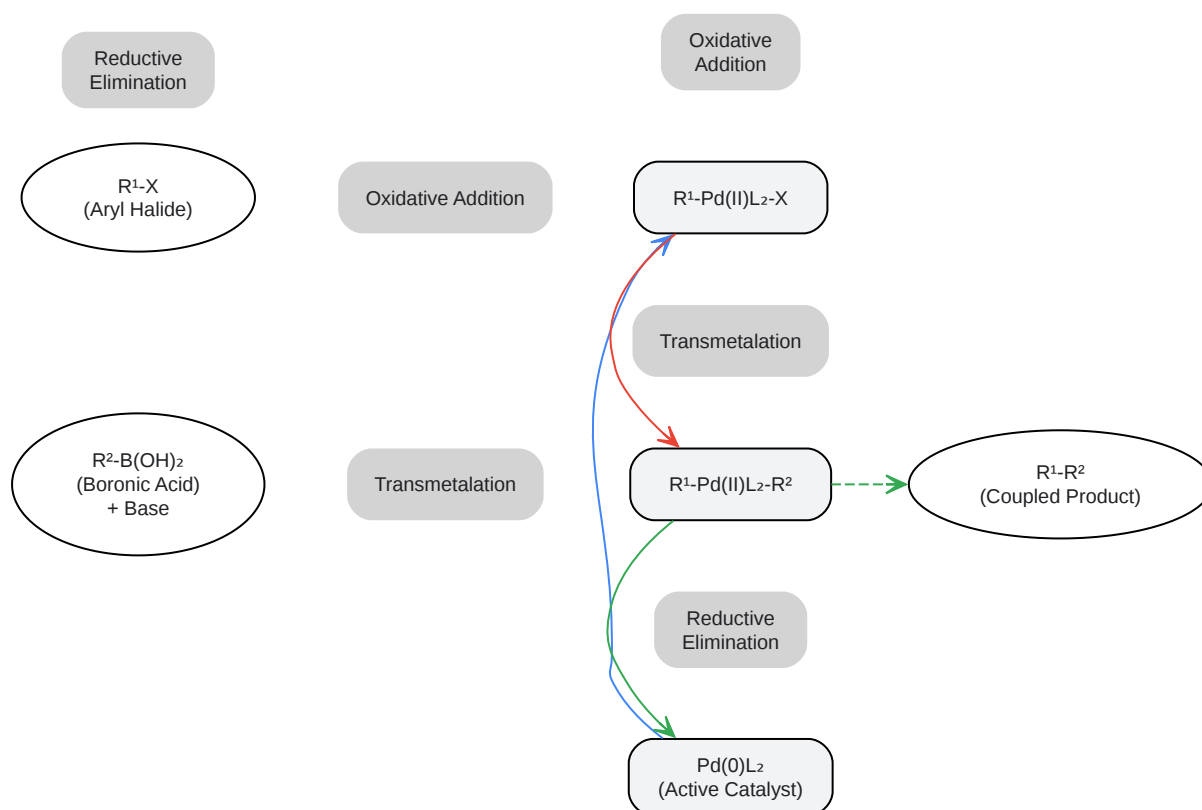 Reductive
Elimination
Oxidative
Addition
R¹-X
(Aryl Halide)
Oxidative Addition
R¹-Pd(II)L₂-X
Transmetalation
R²-B(OH)₂
(Boronic Acid)
+ Base
Transmetalation
R¹-Pd(II)L₂-R²
R¹-R²
(Coupled Product)
Reductive
Elimination
Pd(0)L₂
(Active Catalyst)